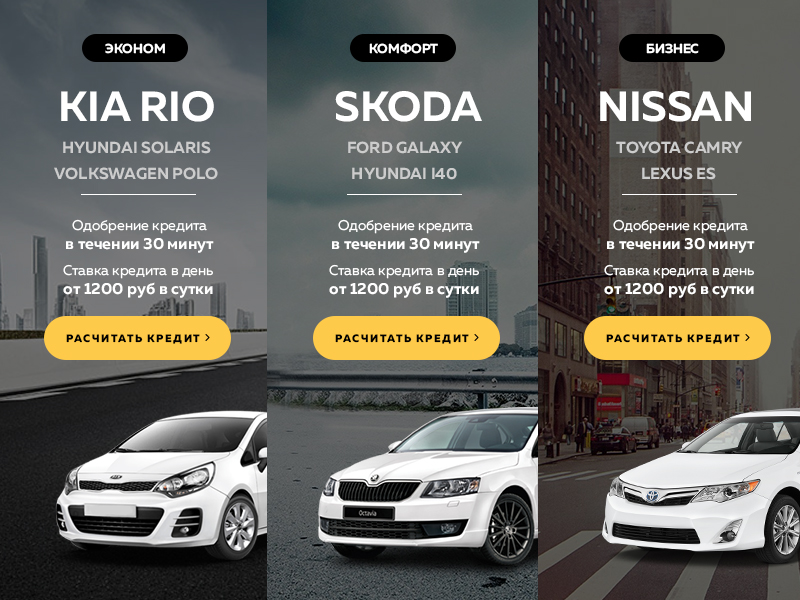 ЭКОНОМ
KIA RIO
HYUNDAI SOLARIS
VOLKSWAGEN POLO
Одобрение кредита
в течении 30 минут
Ставка кредита в день
от 1200 руб в сутки
РАСЧИТАТЬ КРЕДИТ >
КОМФОРТ
SKODA
FORD GALAXY
HYUNDAI I40
Одобрение кредита
в течении 30 минут
Ставка кредита в день
от 1200 руб в сутки
РАСЧИТАТЬ КРЕДИТ >
Octavia
БИЗНЕС
NISSAN
TOYOTA CAMRY
LEXUS ES
Одобрение кредита
в течении 30 минут
Ставка кредита в день
от 1200 руб в сутки
РАСЧИТАТЬ КРЕДИТ >